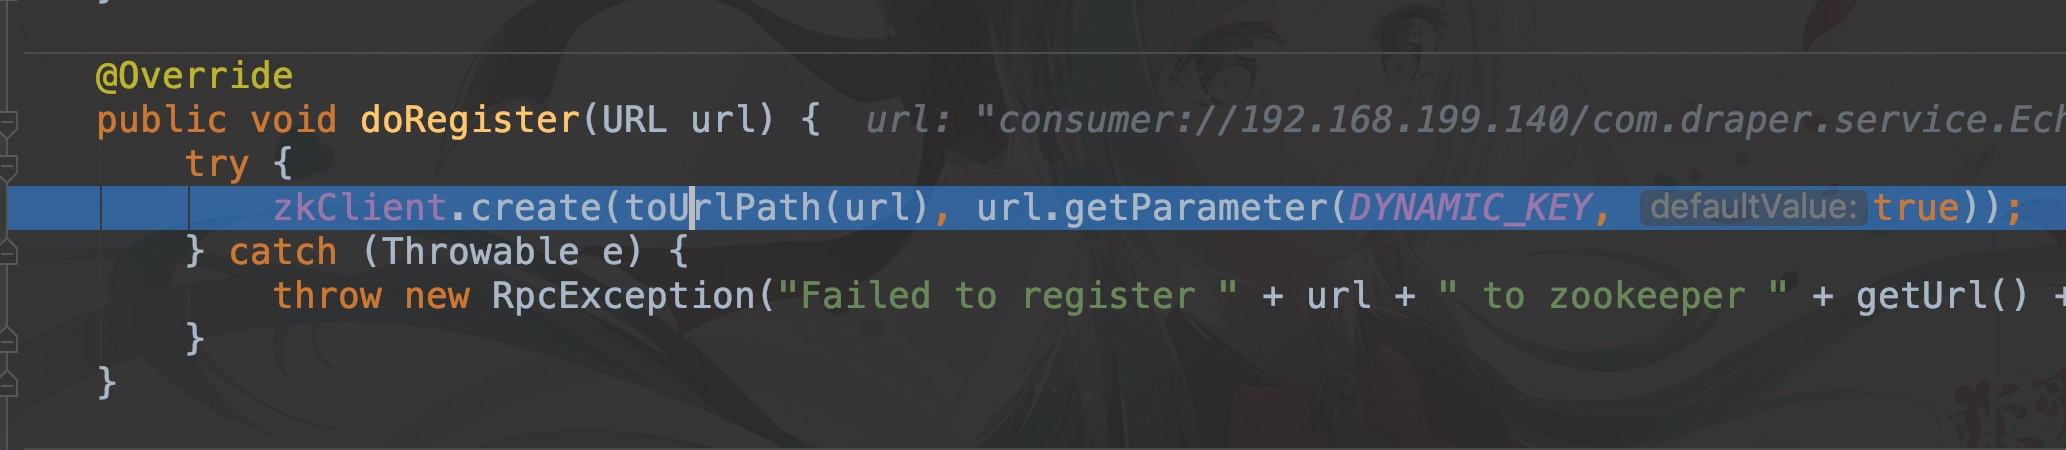 }
@Override
public void doRegister(URL url) { url: "consumer://192.168.199.140/com.draper.service.Ech
try {
zkClient.create(toUrlPath(url), url.getParameter(DYNAMIC_KEY, defaultValue: true));
} catch (Throwable e) {
throw new RpcException("Failed to register " + url + " to zookeeper " + getUrl() +
}
}